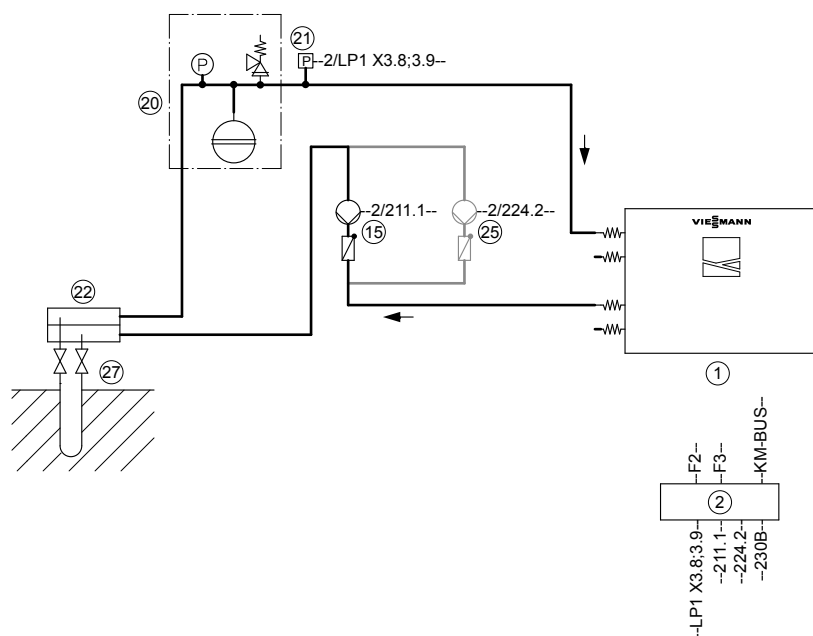 21
P
P
--2/LP1 X3.8;3.9--
20
--2/211.1--
--2/224.2--
15
25
VIESSMANN
22
27
1
--F2--
--F3--
--KM-BUS--
2
--LP1 X3.8;3.9--
--211.1--
--224.2--
--230B--